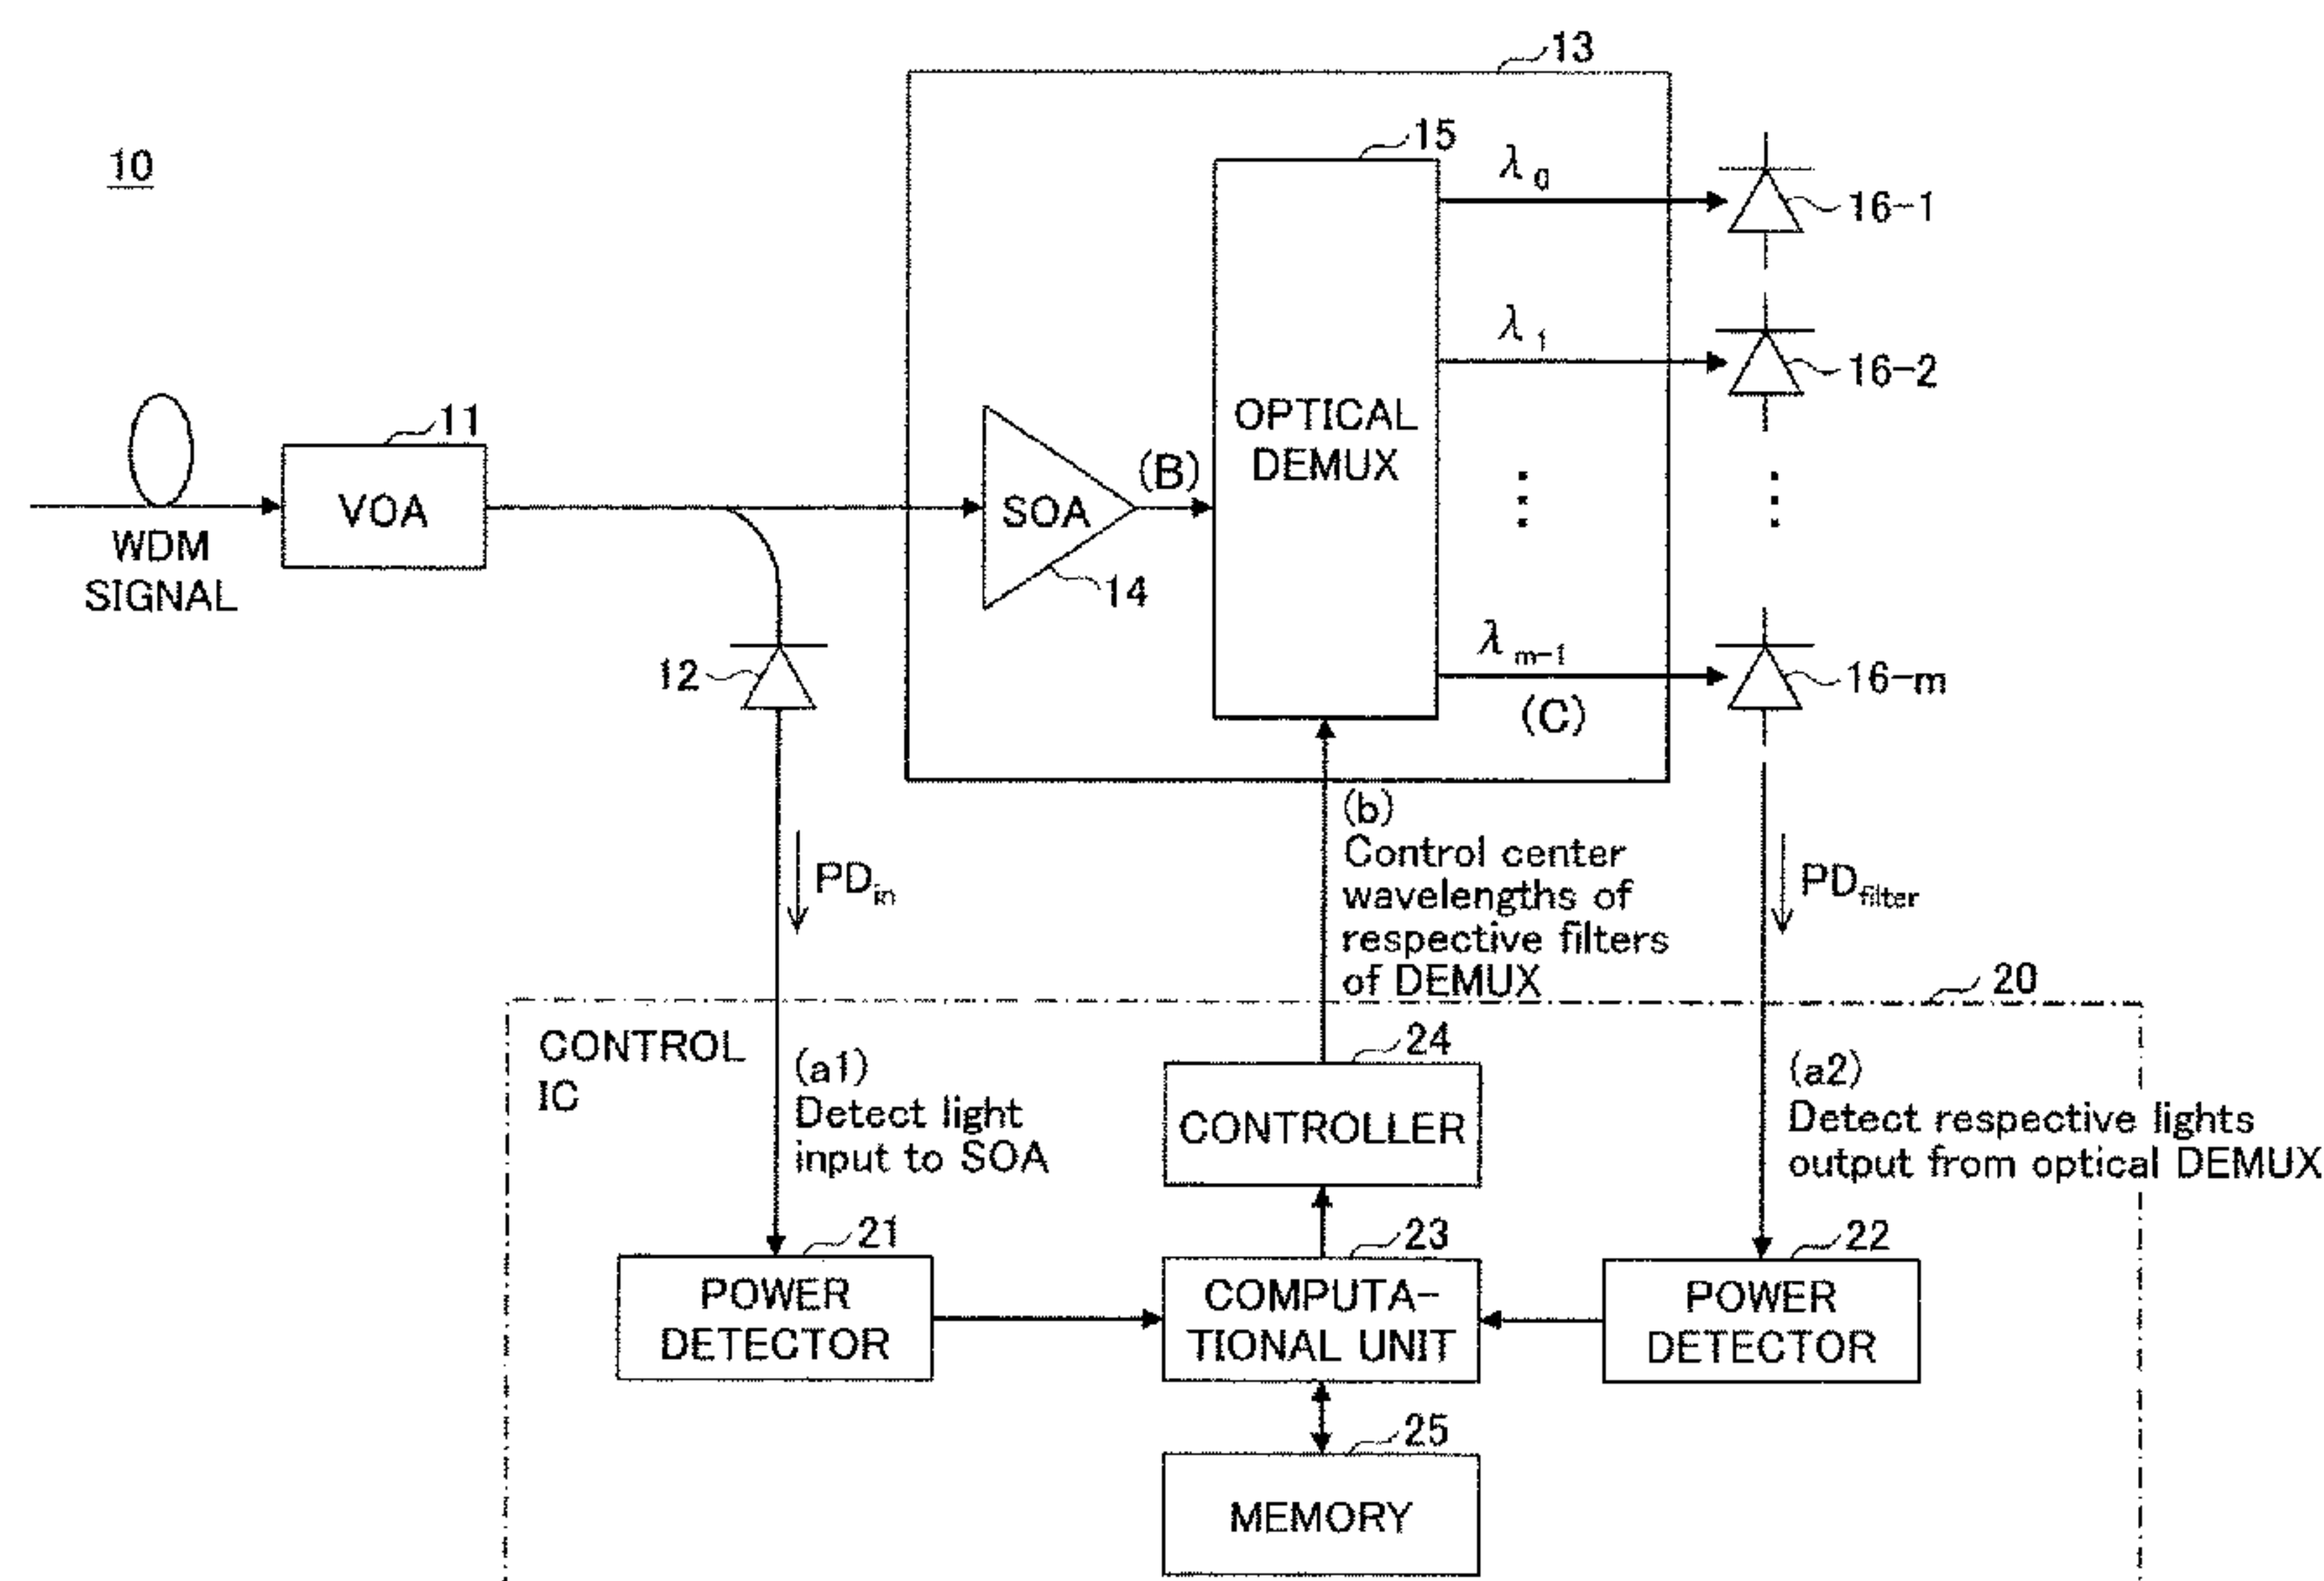 13
15
10
λ0
16-1
λ1
16-2
11
OPTICAL
DEMUX
(B)
VOA
SOA
WDM
SIGNAL
14
λm-1
12
16-m
(C)
(b)
Control center
wavelengths of
respective filters
of DEMUX
PDin
PDfilter
20
CONTROL
IC
24
(a1)
Detect light
input to SOA
CONTROLLER
(a2)
Detect respective lights
output from optical DEMUX
21
23
22
POWER
DETECTOR
COMPUTA-
TIONAL UNIT
POWER
DETECTOR
25
MEMORY